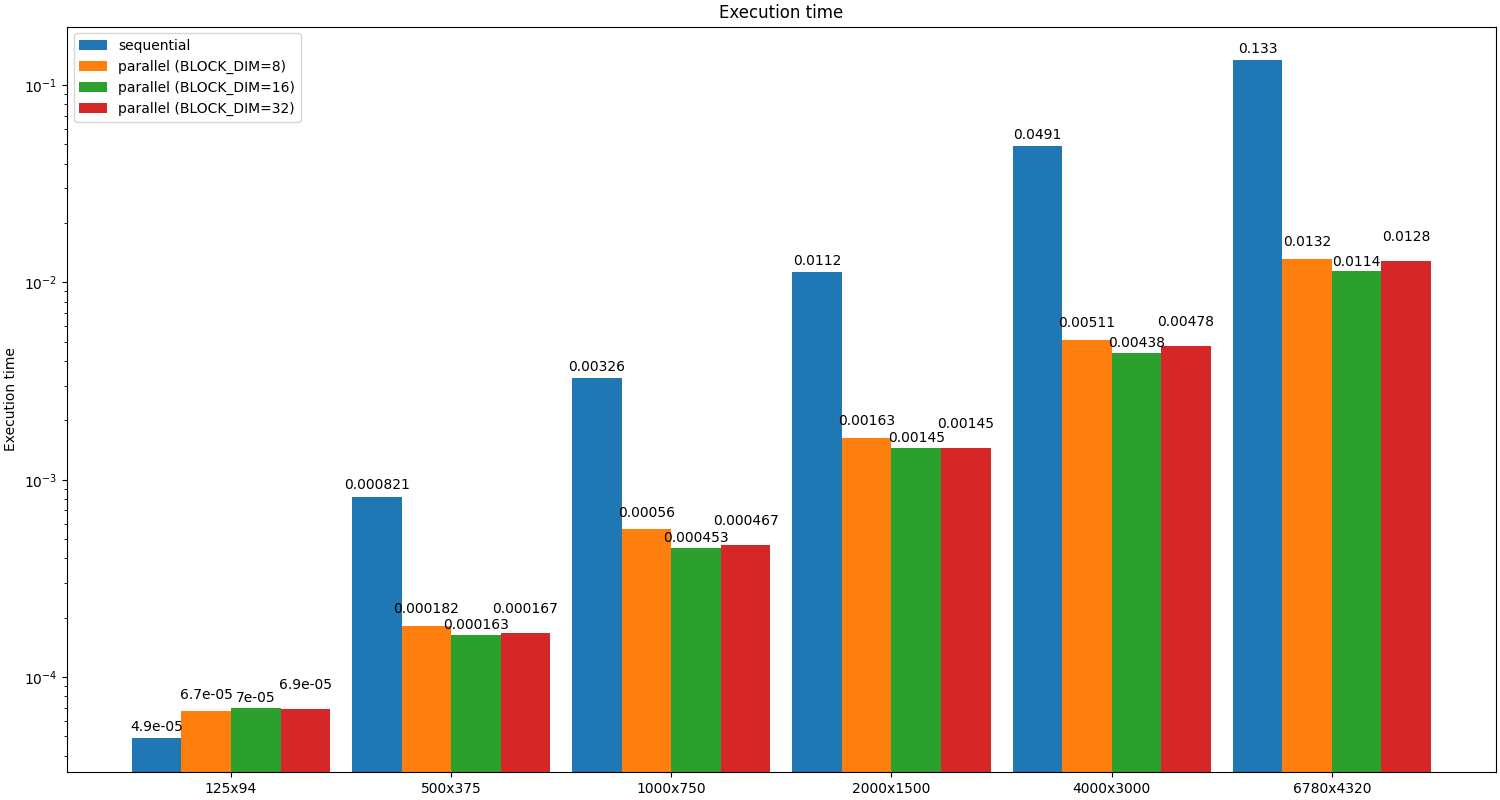 Execution time
sequential
parallel (BLOCK_DIM=8)
parallel (BLOCK_DIM=16)
parallel (BLOCK_DIM=32)
Execution time
10⁻¹
10⁻²
10⁻³
10⁻⁴
4.9e-05
6.7e-05
7e-05
6.9e-05
0.000821
0.000182
0.000163
0.000167
0.00326
0.00056
0.000453
0.000467
0.0112
0.00163
0.00145
0.00145
0.0491
0.00511
0.00438
0.00478
0.133
0.0132
0.0114
0.0128
125x94
500x375
1000x750
2000x1500
4000x3000
6780x4320